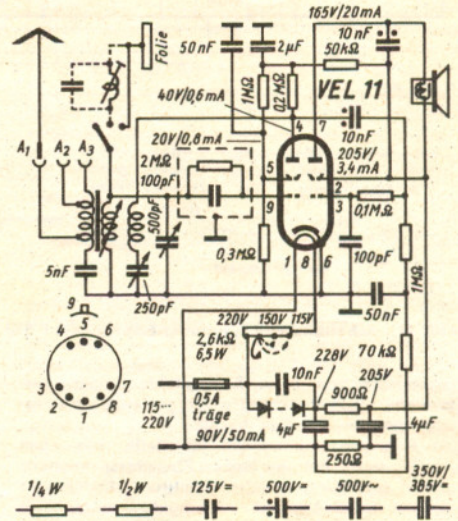 165V/20mA
50nF
2µF
50kΩ
10nF
Folie
1MΩ
0,2MΩ
VEL 11
40V/0,6mA
4
7
10nF
20V/0,8mA
205V/
3,4mA
A1
A2
A3
2MΩ
100pF
5
2
9
3
0,1MΩ
500pF
0,3MΩ
1
8
6
100pF
1MΩ
5nF
250pF
50nF
9
4
5
6
3
7
2
1
8
220V
150V
115V
2,6kΩ
6,5W
228V
70kΩ
205V
10nF
900Ω
115...
220V
0,5A
träge
4µF
4µF
90V/50mA
250Ω
350V/
385V=
1/4 W
1/2 W
125V=
500V=
500V~